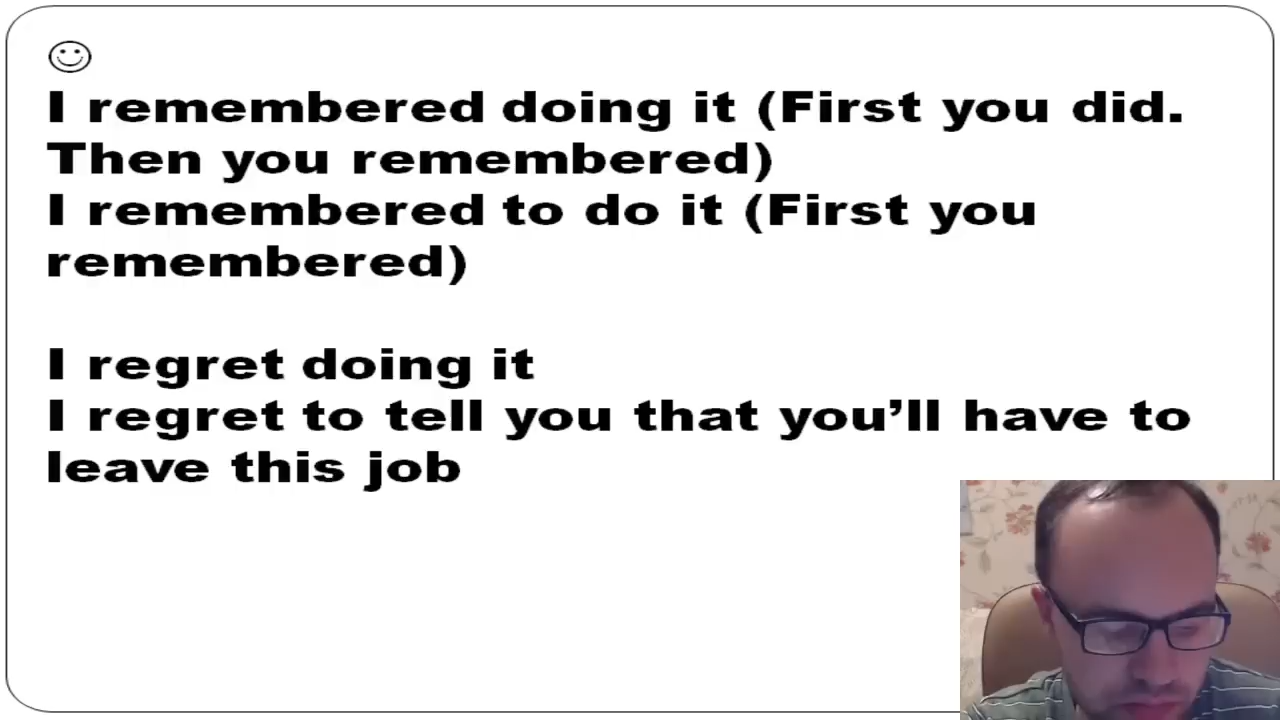 I remembered doing it (First you did.
Then you remembered)
I remembered to do it (First you
remembered)
I regret doing it
I regret to tell you that you’ll have to
leave this job